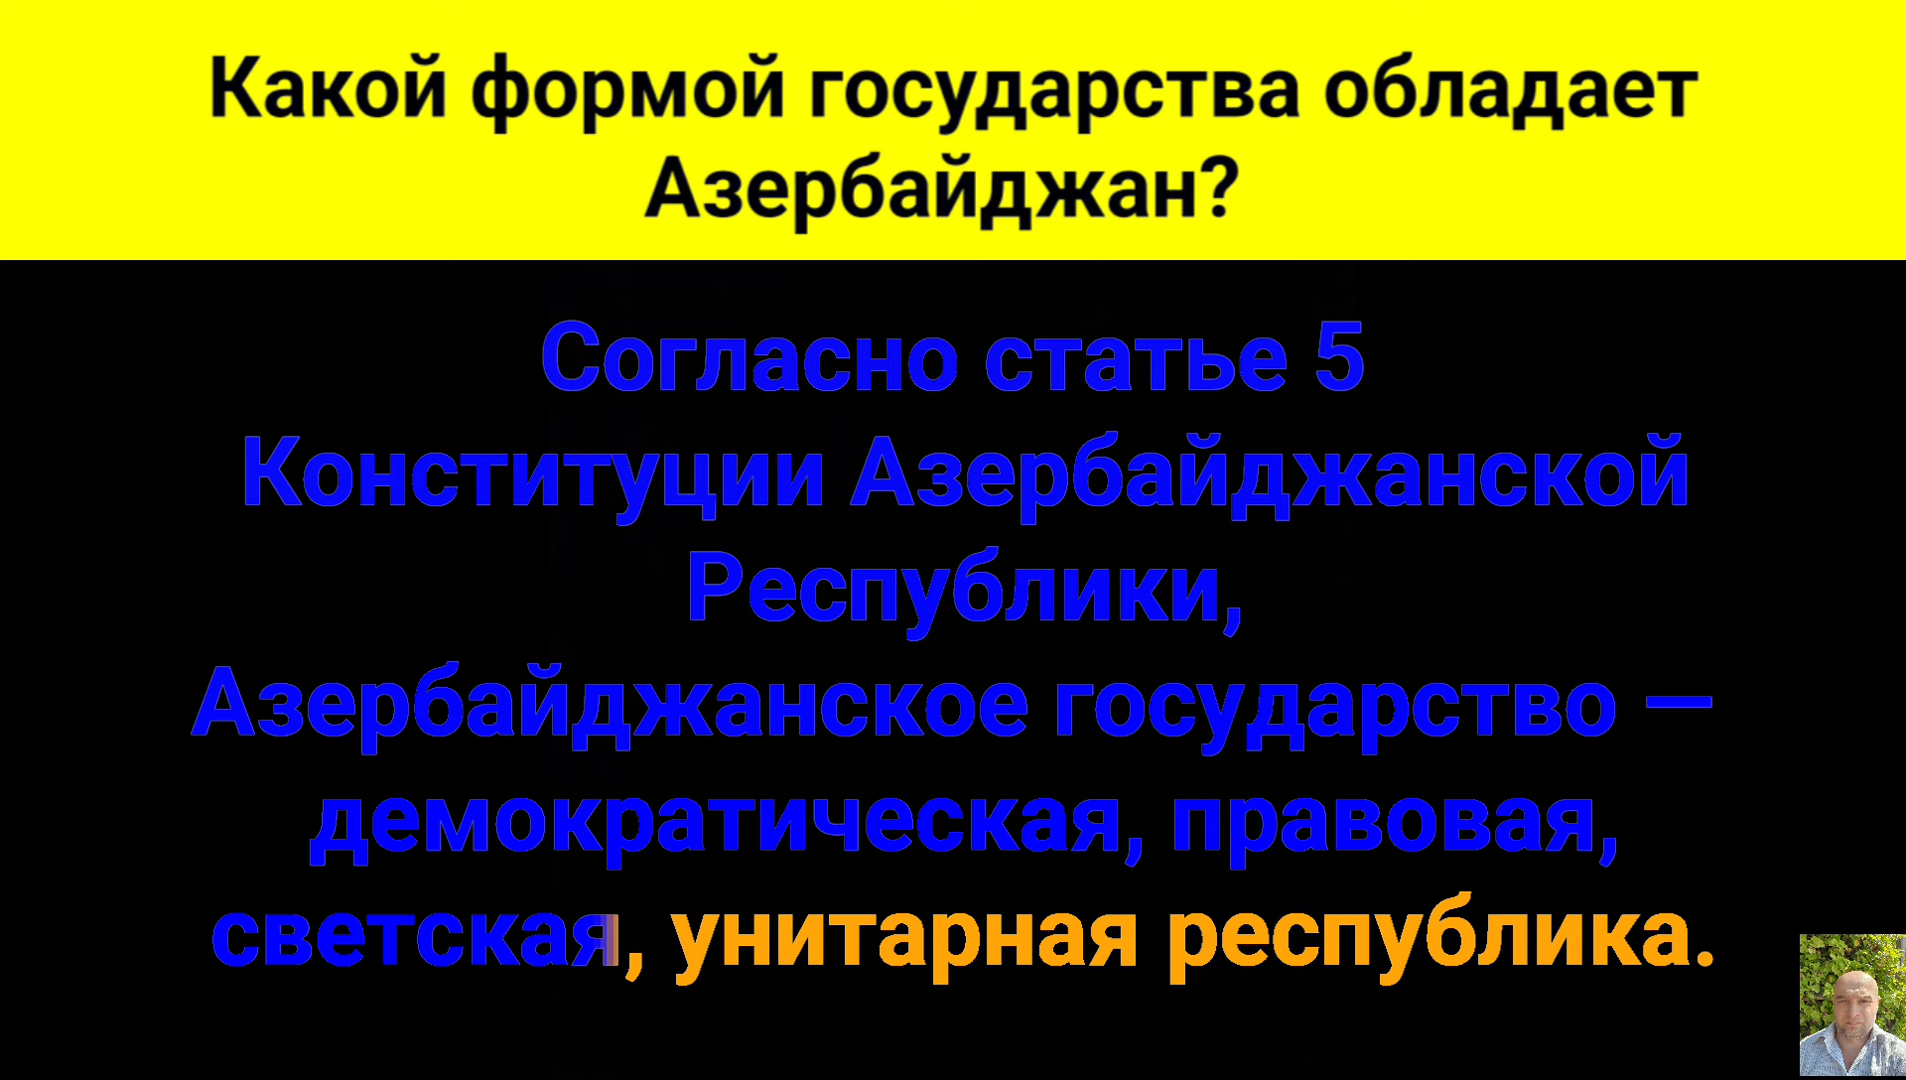 Какой формой государства обладает
Азербайджан?
Согласно статье 5
Конституции Азербайджанской
Республики,
Азербайджанское государство —
демократическая, правовая,
светская, унитарная республика.